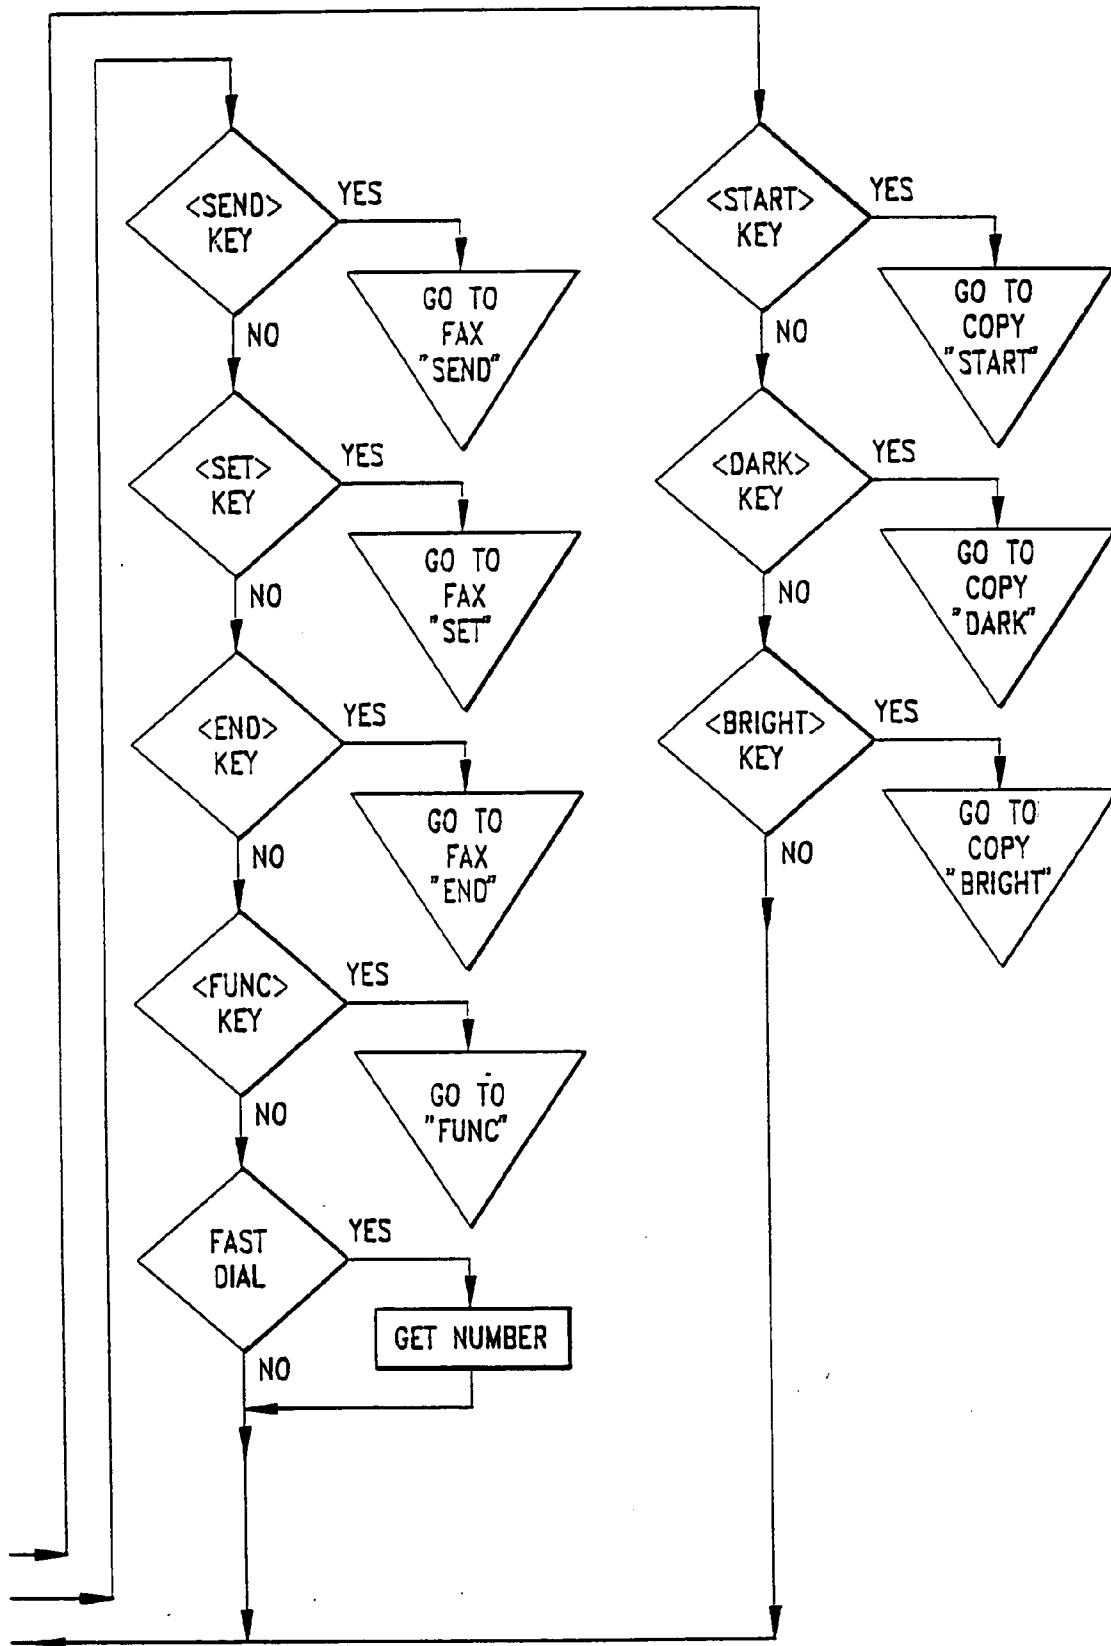 <SEND>
KEY
YES
GO TO
FAX
"SEND"
NO
<SET>
KEY
YES
GO TO
FAX
"SET"
NO
<END>
KEY
YES
GO TO
FAX
"END"
NO
<FUNC>
KEY
YES
GO TO
"FUNC"
NO
FAST
DIAL
YES
GET NUMBER
NO
<START>
KEY
YES
GO TO
COPY
"START"
NO
<DARK>
KEY
YES
GO TO
COPY
"DARK"
NO
<BRIGHT>
KEY
YES
GO TO
COPY
"BRIGHT"
NO